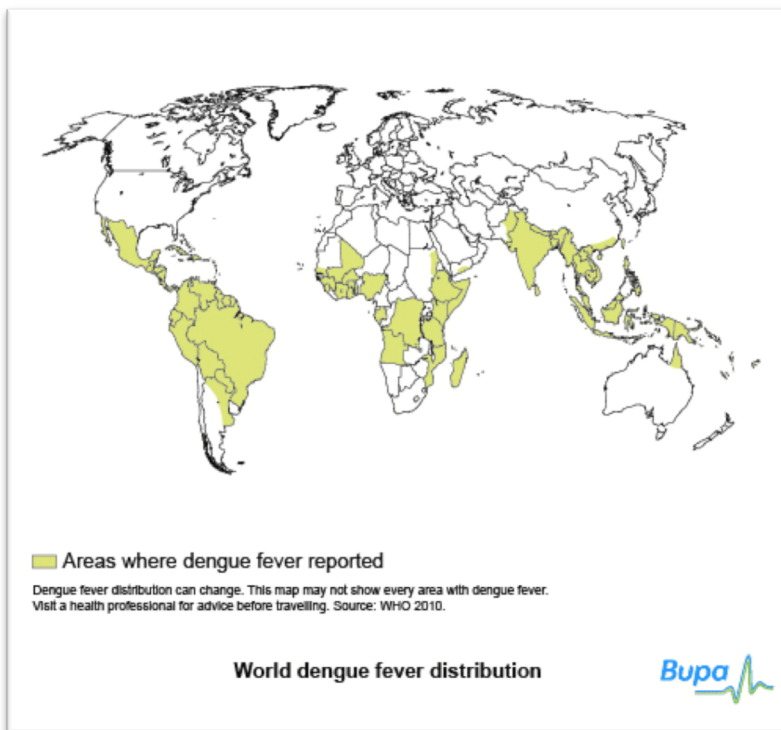 Areas where dengue fever reported
Dengue fever distribution can change. This map may not show every area with dengue fever.
Visit a health professional for advice before travelling. Source: WHO 2010.
World dengue fever distribution
Bupa